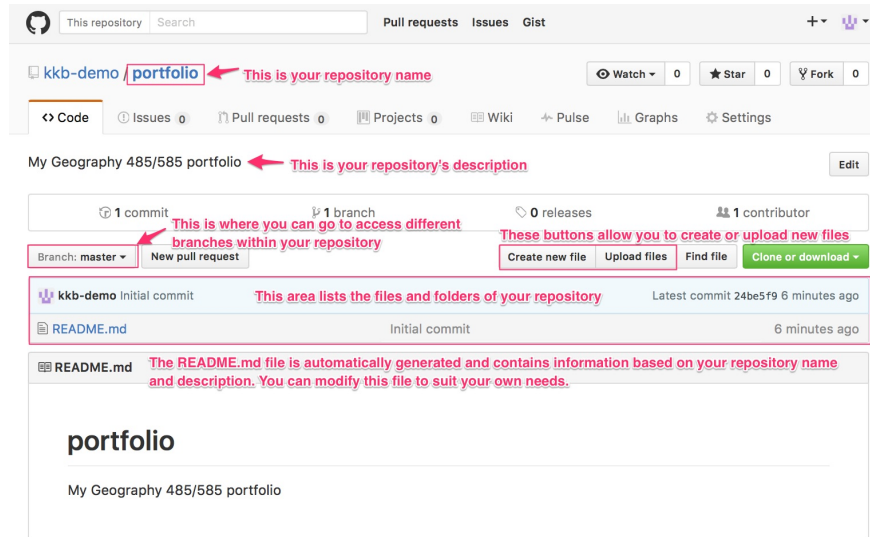 This repository Search Pull requests Issues Gist
kkb-demo / portfolio This is your repository name Watch 0 Star 0 Fork 0
Code Issues 0 Pull requests 0 Projects 0 Wiki Pulse Graphs Settings
My Geography 485/585 portfolio This is your repository's description Edit
1 commit 1 branch 0 releases 1 contributor
This is where you can go to access different
branches within your repository
These buttons allow you to create or upload new files
Branch: master New pull request Create new file Upload files Find file Clone or download
kkb-demo Initial commit This area lists the files and folders of your repository Latest commit 24be5f9 6 minutes ago
README.md Initial commit 6 minutes ago
README.md The README.md file is automatically generated and contains information based on your repository name
and description. You can modify this file to suit your own needs.
portfolio
My Geography 485/585 portfolio